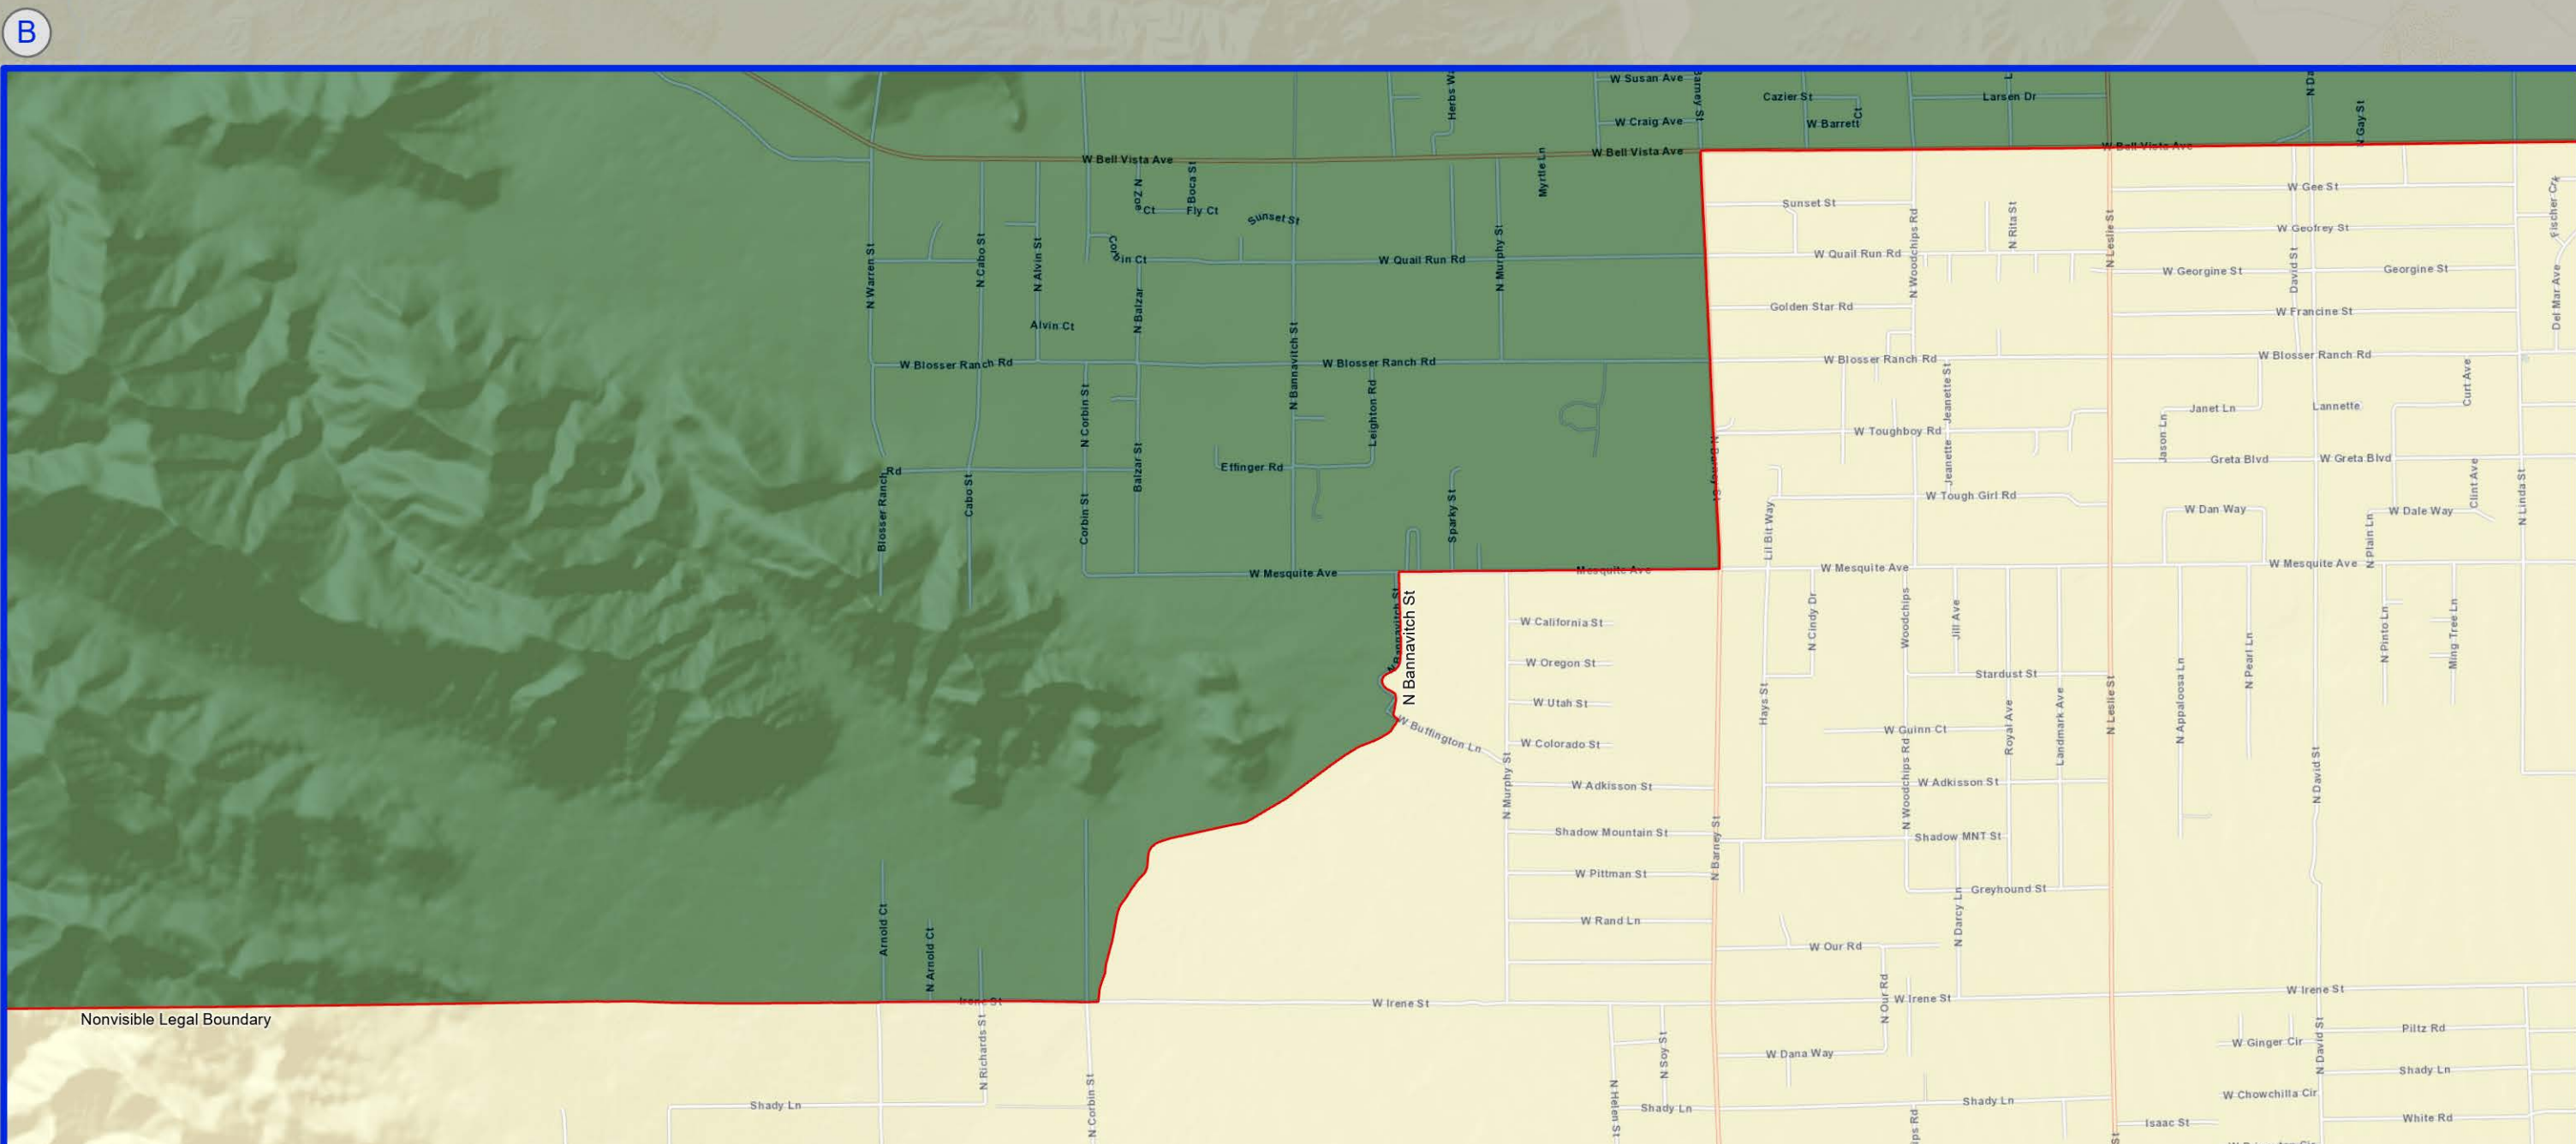 B
W Susan Ave
Cazier St
Larsen Dr
W Craig Ave
W Barrett
Ct
N Gay St
W Bell Vista Ave
W Bell Vista Ave
W Bell Vista Ave
Myrtle Ln
N Zoe
Ct
Boca St
Fly Ct
Sunset St
Sunset St
W Gee St
W Geofrey St
N Warren St
N Cabo St
N Alvin St
N Murphy St
N Woodchips Rd
N Rita St
N Leslie St
David St
Fischer Cr
Del Mar Ave
W Quail Run Rd
W Quail Run Rd
W Georgine St
Georgine St
N Balzar
Golden Star Rd
W Francine St
Alvin Ct
N Bannavitch St
W Blosser Ranch Rd
W Blosser Ranch Rd
W Blosser Ranch Rd
W Blosser Ranch Rd
N Corbin St
Leighton Rd
Jeanette St
Curt Ave
Janet Ln
Lannette
Jason Ln
W Toughboy Rd
Jeanette
Balzar St
Effinger Rd
N Barney St
Greta Blvd
W Greta Blvd
Blosser Ranch
Rd
Cabo St
Corbin St
Sparky St
W Tough Girl Rd
Clint Ave
N Linda St
Lil Bit Way
W Dan Way
W Dale Way
N Plain Ln
W Mesquite Ave
Mesquite Ave
W Mesquite Ave
W Mesquite Ave
N Bannavitch St
N Bannavitch St
W California St
N Cindy Dr
Woodchips
Jill Ave
N Pinto Ln
Ming Tree Ln
W Oregon St
Stardust St
N Pearl Ln
W Utah St
Hays St
N Leslie St
N Appaloosa Ln
W Buffington Ln
W Colorado St
W Guinn Ct
Royal Ave
Landmark Ave
N Murphy St
W Adkisson St
W Adkisson St
N Woodchips Rd
N David St
Shadow Mountain St
Shadow MNT St
N Barney St
W Pittman St
Greyhound St
W Rand Ln
N Darcy Ln
Arnold Ct
N Arnold Ct
W Our Rd
N Our Rd
Irene St
W Irene St
W Irene St
W Irene St
Nonvisible Legal Boundary
N Richards St
N Soy St
W Dana Way
W Ginger Cir
N David St
Piltz Rd
Shady Ln
N Corbin St
N Helen St
Shady Ln
Shady Ln
Shady Ln
W Chowchilla Cir
Isaac St
White Rd